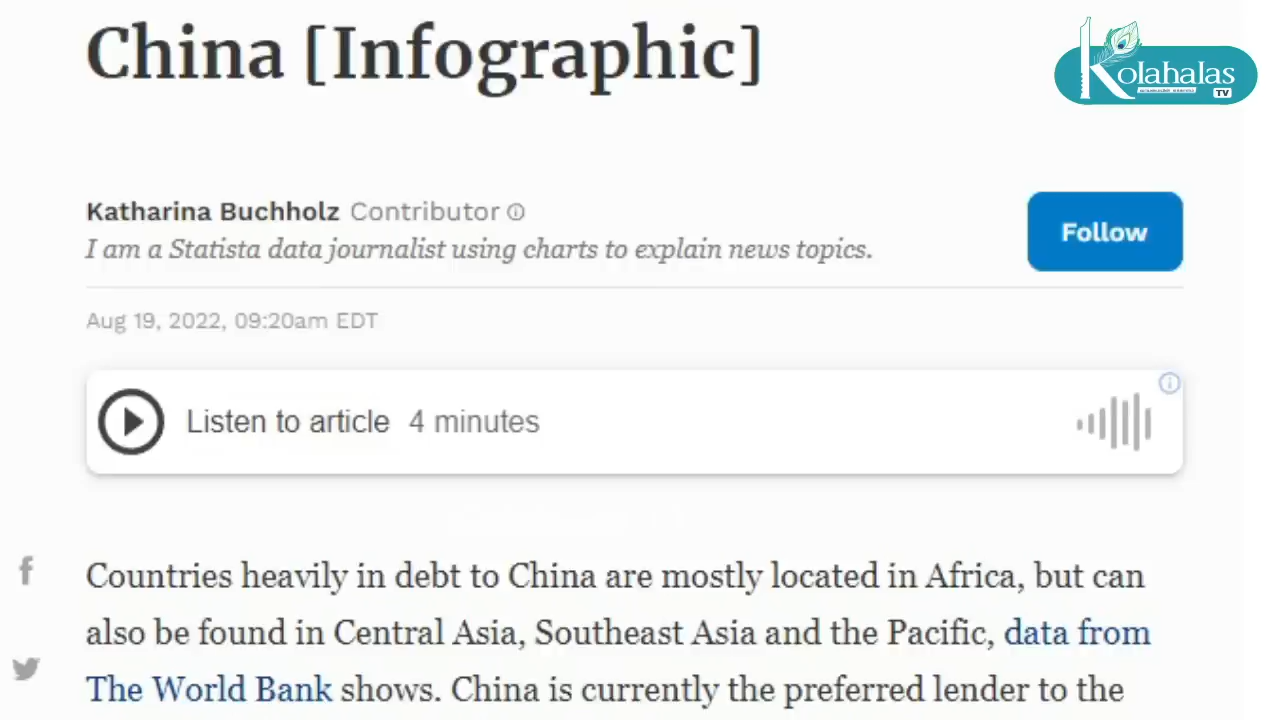 China [Infographic]
Kolahalas
TV
Katharina Buchholz Contributor
I am a Statista data journalist using charts to explain news topics.
Follow
Aug 19, 2022, 09:20am EDT
Listen to article 4 minutes
Countries heavily in debt to China are mostly located in Africa, but can
also be found in Central Asia, Southeast Asia and the Pacific, data from
The World Bank shows. China is currently the preferred lender to the